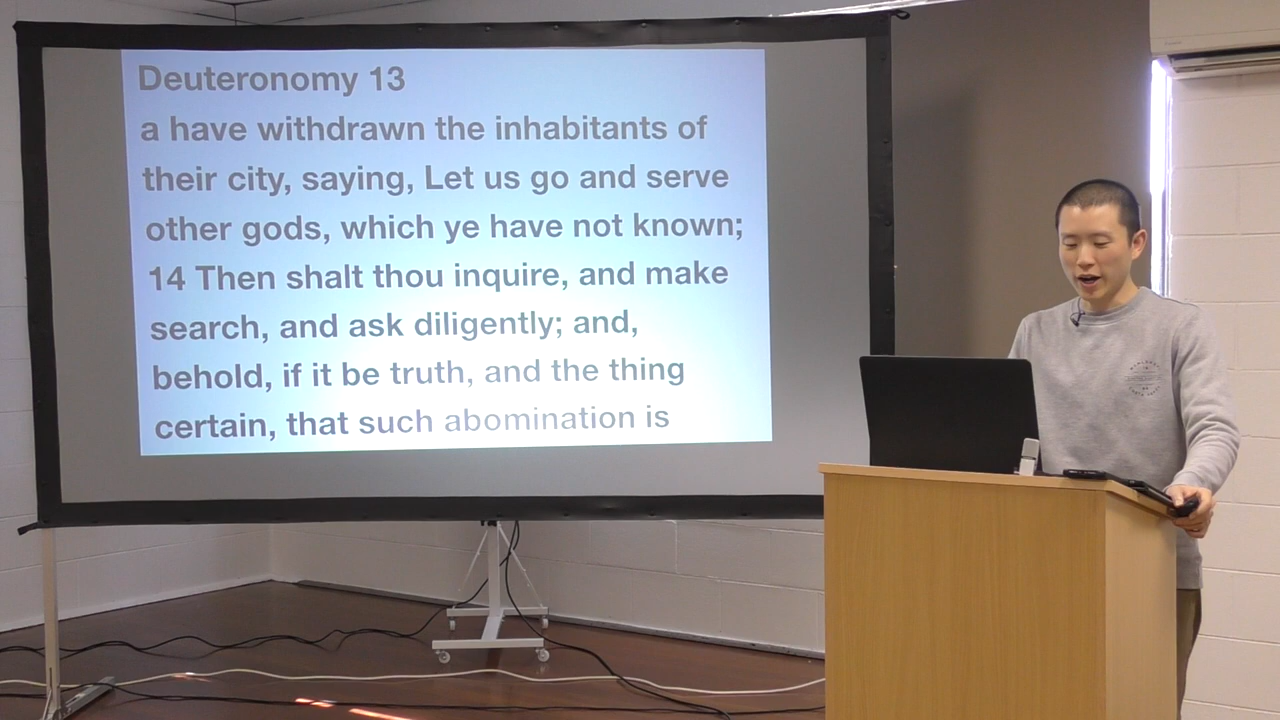 Deuteronomy 13
a have withdrawn the inhabitants of
their city, saying, Let us go and serve
other gods, which ye have not known;
14 Then shalt thou inquire, and make
search, and ask diligently; and,
behold, if it be truth, and the thing
certain, that such abomination is